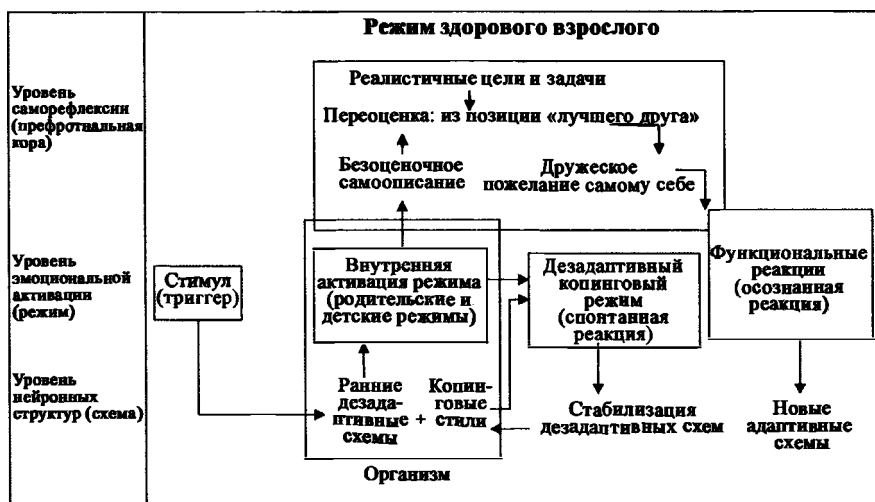 Режим здорового взрослого
Уровень
саморефлексии
(префротнальная
кора)
Реалистичные цели и задачи
Переоценка: из позиции «лучшего друга»
Безоценочное
самоописание
Дружеское
пожелание самому себе
Уровень
эмоциональной
активации
(режим)
Стимул
(триггер)
Внутренняя
активация режима
(родительские и
детские режимы)
Дезадаптивный
копинговый
режим
(спонтанная
реакция)
Функциональные
реакции
(осознанная
реакция)
Уровень
нейронных
структур (схема)
Ранние
дезада-
птивные
схемы
+
Копин-
говые
стили
Стабилизация
дезадаптивных схем
Новые
адаптивные
схемы
Организм